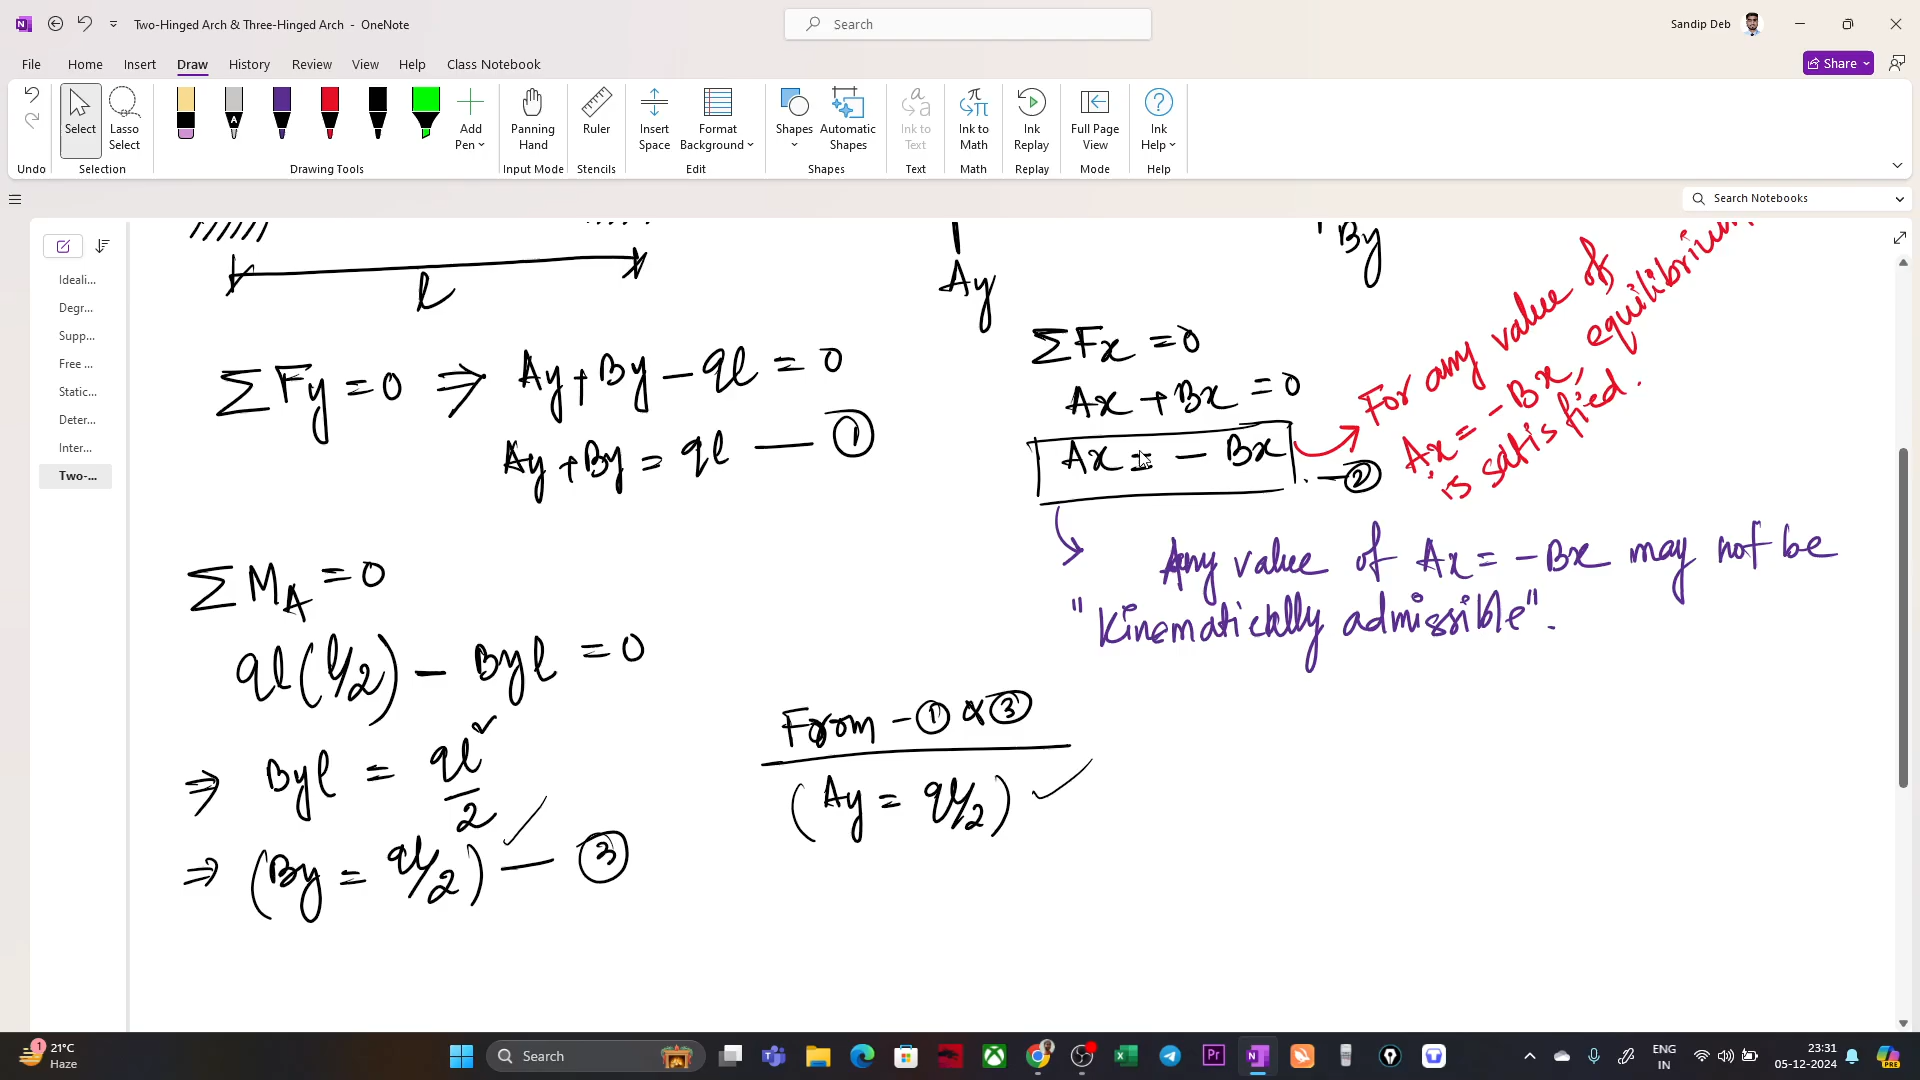 Two-Hinged Arch & Three-Hinged Arch - OneNote
Search
Sandip Deb
File Home Insert Draw History Review View Help Class Notebook
Share
Select
Lasso Select
Add Pen
Panning Hand
Ruler
Insert Space
Format Background
Shapes
Automatic Shapes
Ink to Text
Ink to Math
Ink Replay
Full Page View
Ink Help
Undo Selection Drawing Tools Input Mode Stencils Edit Shapes Text Math Replay Mode Help
Search Notebooks
Ideali...
Degr...
Supp...
Free ...
Static...
Deter...
Inter...
Two-...
l
Ay
By
ΣFy = 0 ⇒ Ay + By - ql = 0
Ay + By = ql — ①
ΣFx = 0
Ax + Bx = 0
Ax = - Bx — ②
For any value of
Ax = - Bx, equilibrium
is satisfied.
Any value of Ax = - Bx may not be
"Kinematically admissible".
ΣMA = 0
ql(l/2) - Byl = 0
⇒ Byl = ql²/2
⇒ (By = ql/2) — ③
From - ① & ③
(Ay = ql/2)
1
21°C
Haze
Search
ENG
IN
23:31
05-12-2024